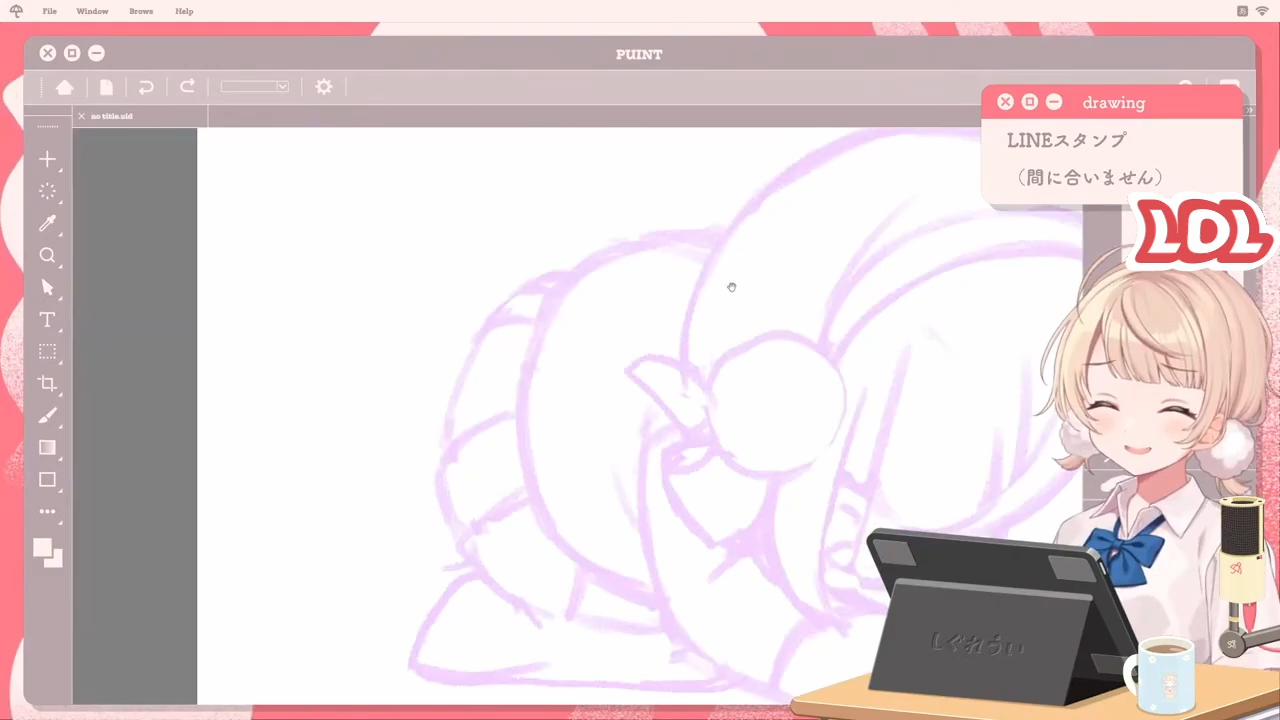 File Window Brows Help
あ
PUINT
no title.uid
drawing
LINEスタンプ
（間に合いません）
LOL
しぐれうい